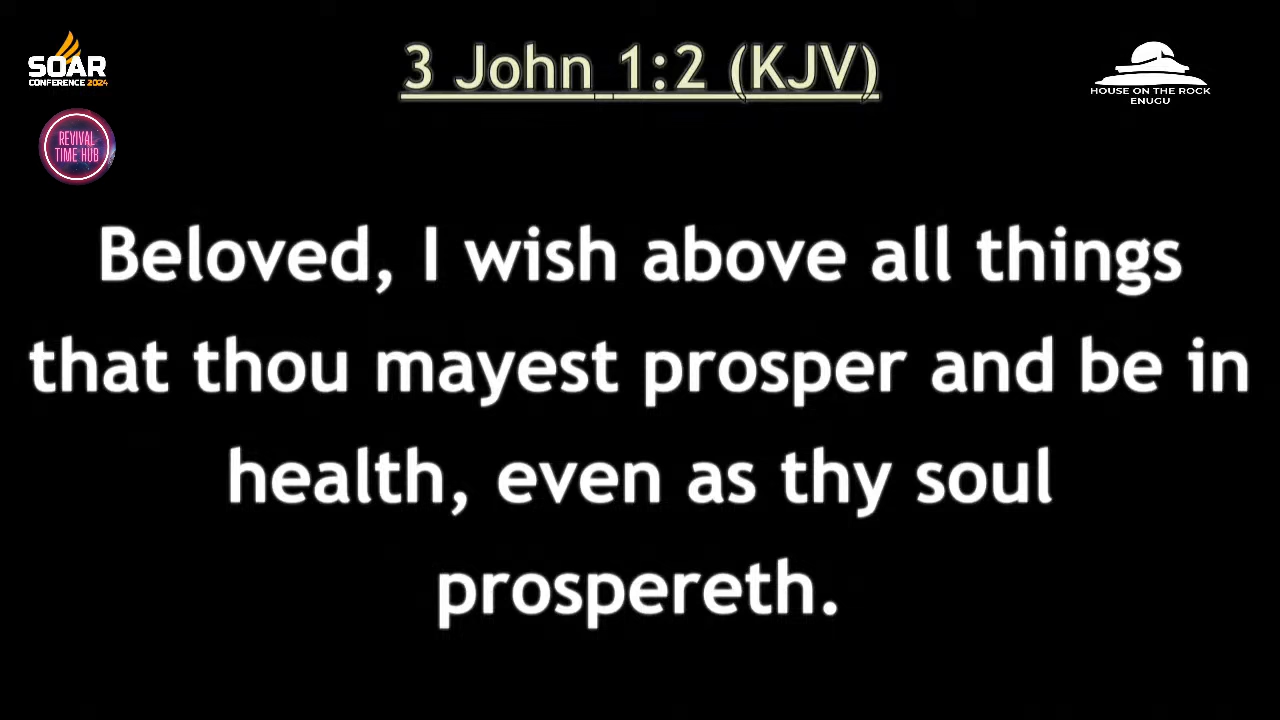 SOAR
CONFERENCE 2024
3 John 1:2 (KJV)
HOUSE ON THE ROCK
ENUGU
REVIVAL
TIME HUB
Beloved, I wish above all things
that thou mayest prosper and be in
health, even as thy soul
prospereth.